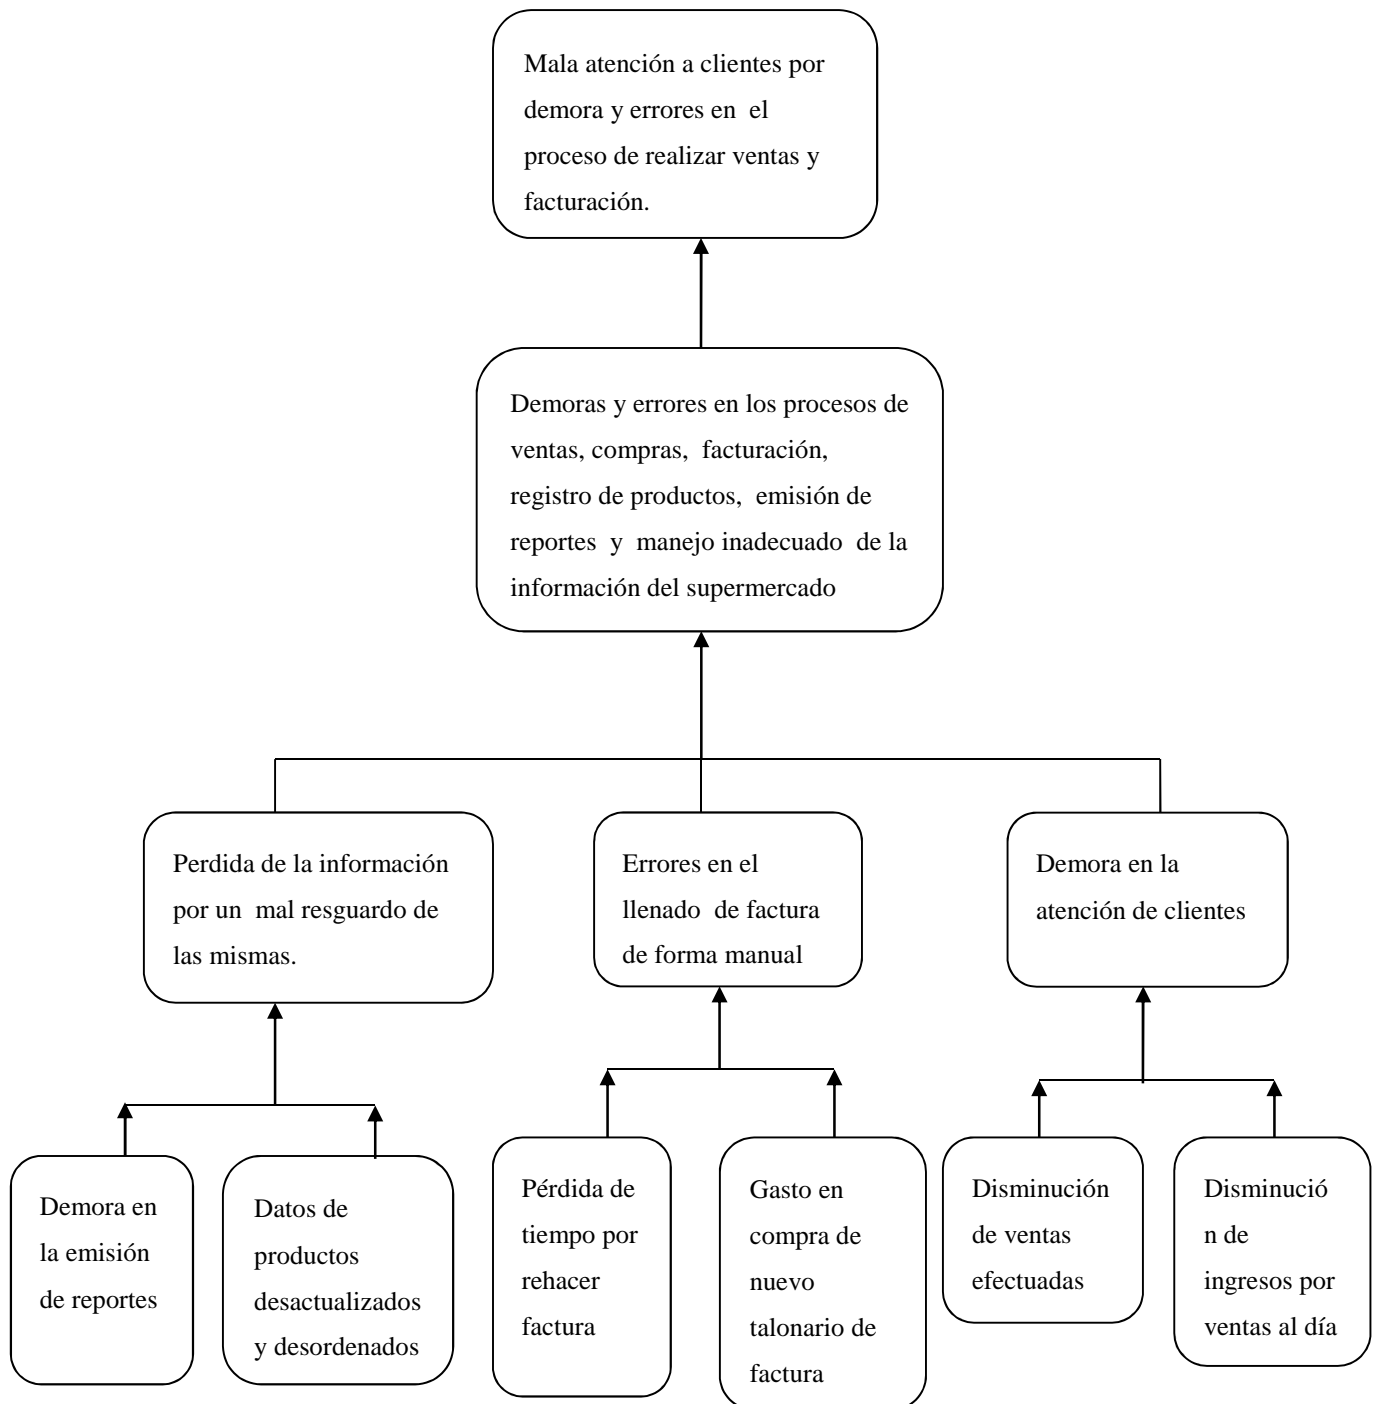 Mala atención a clientes por
demora y errores en  el
proceso de realizar ventas y
facturación.
Demoras y errores en los procesos de
ventas, compras,  facturación,
registro de productos,  emisión de
reportes  y  manejo inadecuado  de la
información del supermercado
Perdida de la información
por un  mal resguardo de
las mismas.
Errores en el
llenado  de factura
de forma manual
Demora en la
atención de clientes
Demora en
la emisión
de reportes
Datos de
productos
desactualizados
y desordenados
Pérdida de
tiempo por
rehacer
factura
Gasto en
compra de
nuevo
talonario de
factura
Disminución
de ventas
efectuadas
Disminució
n de
ingresos por
ventas al día